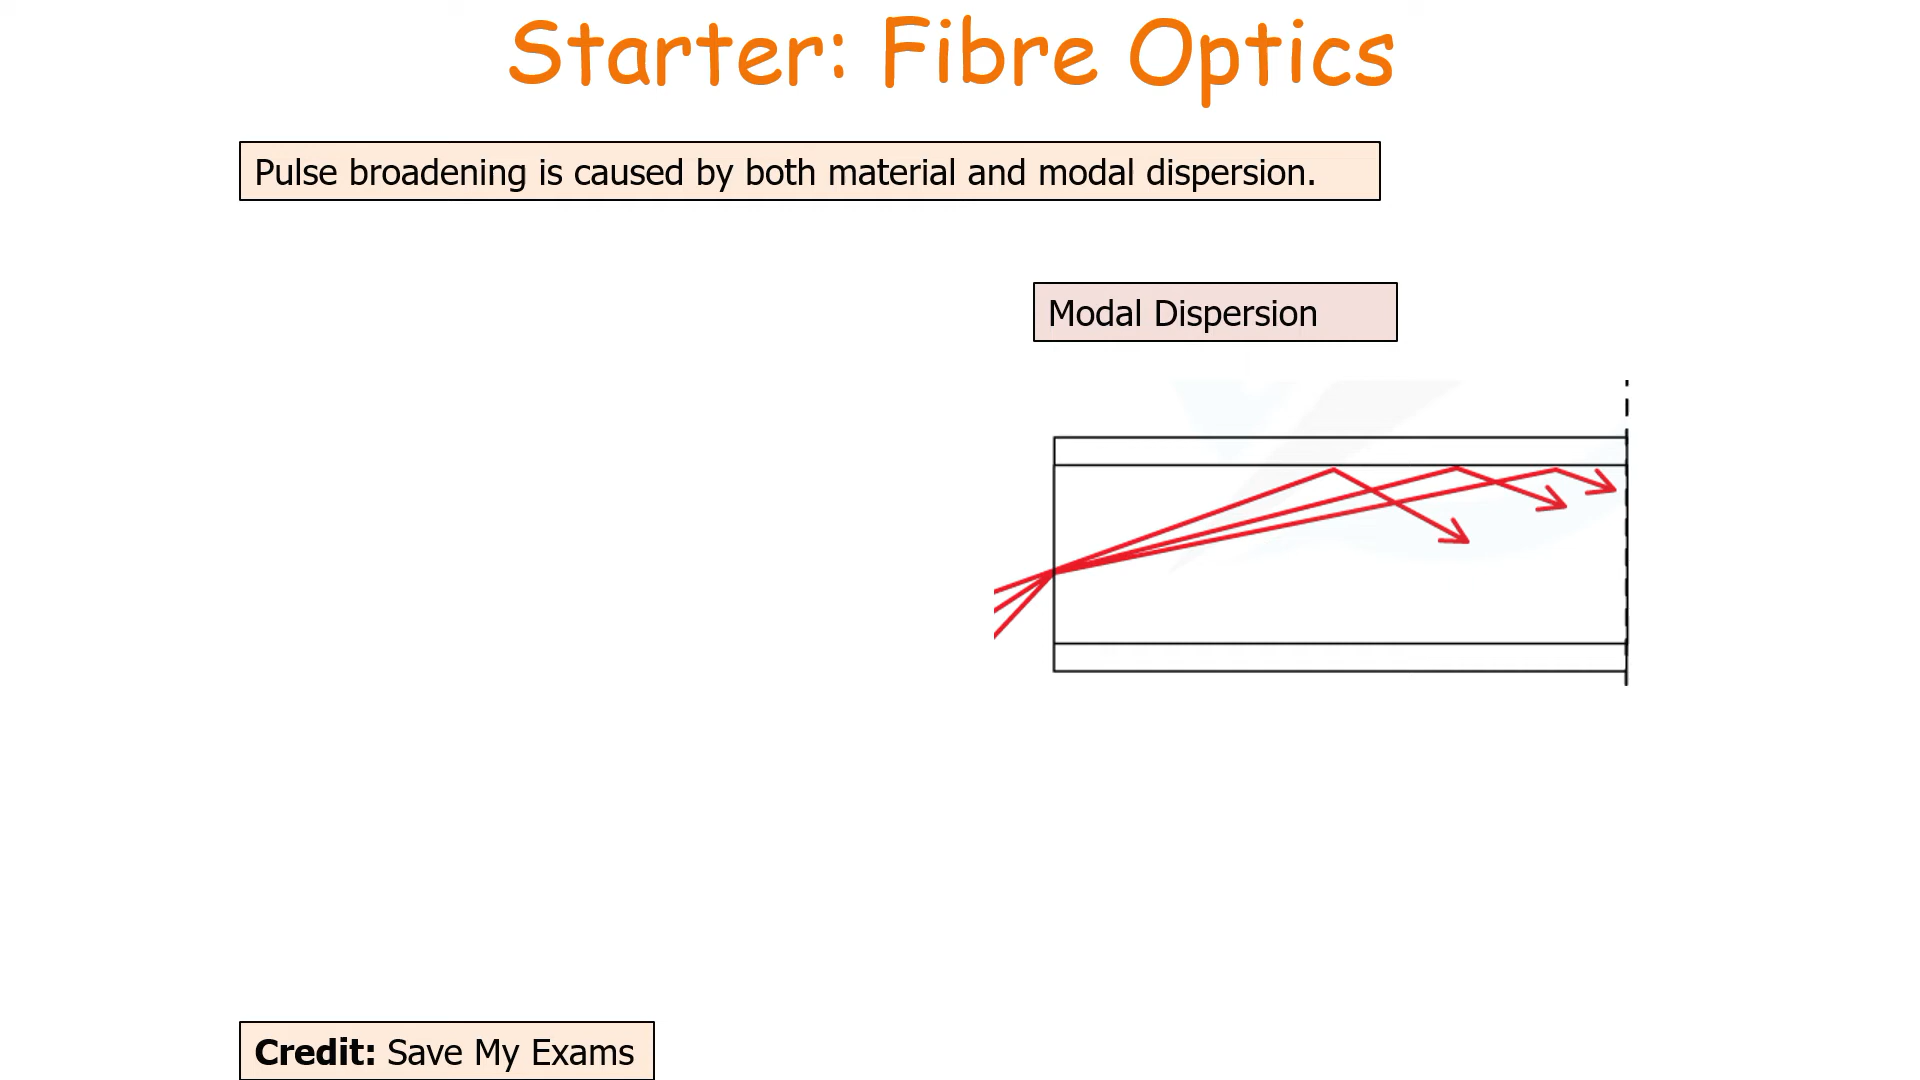 Starter: Fibre Optics
Pulse broadening is caused by both material and modal dispersion.
Modal Dispersion
Credit: Save My Exams